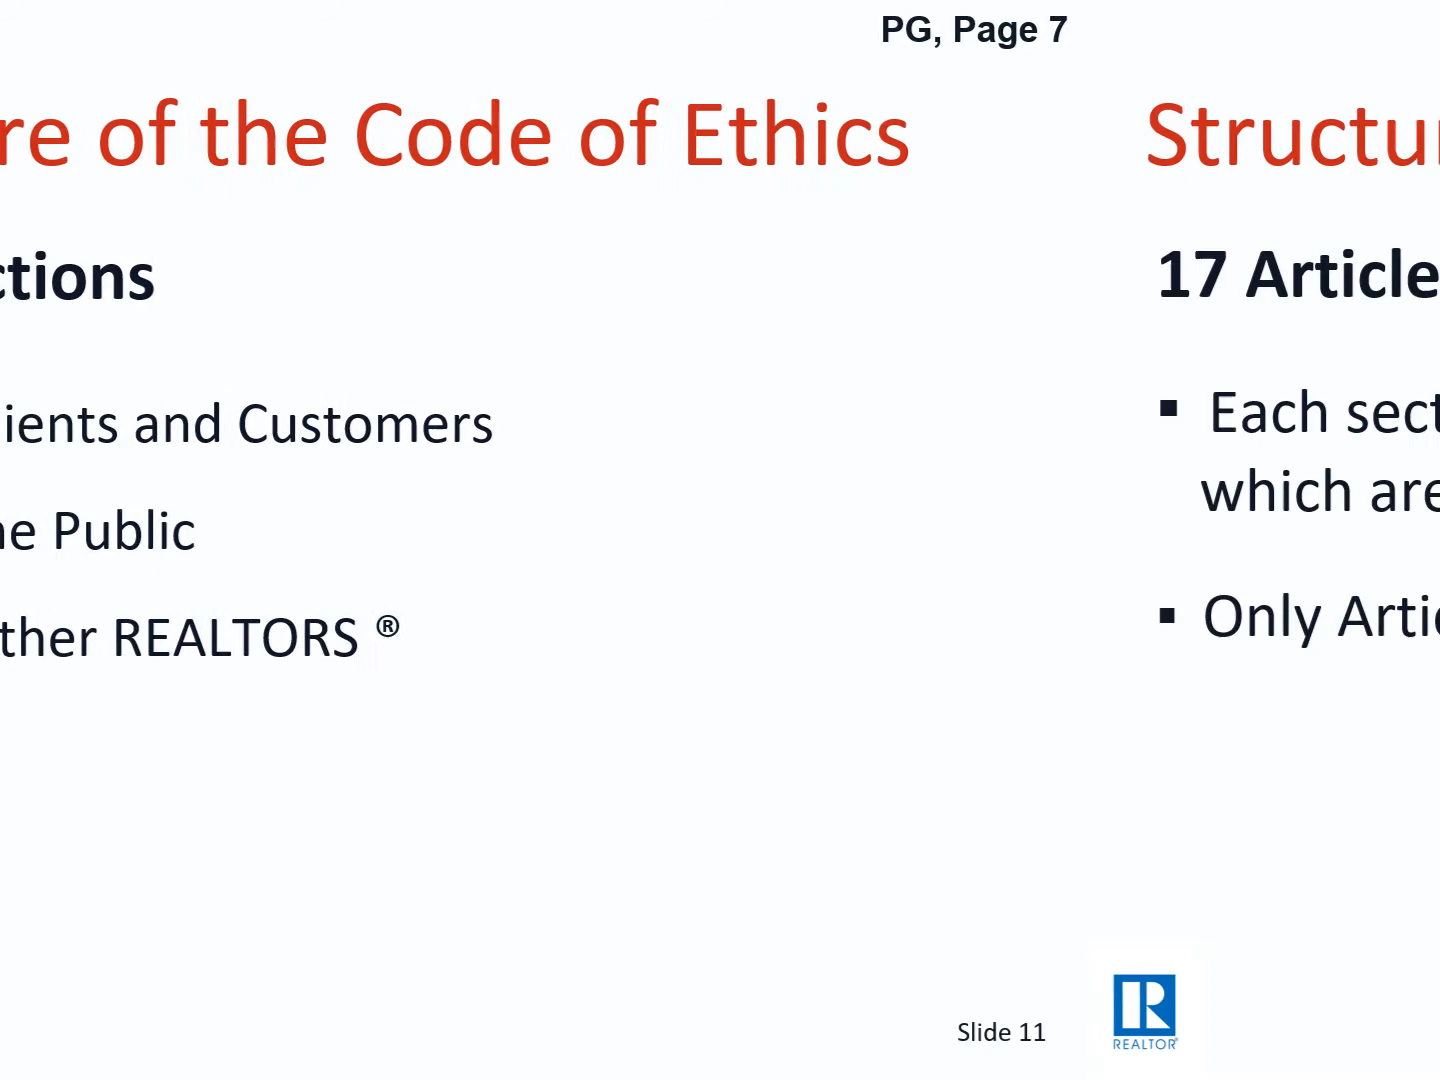 PG, Page 7
re of the Code of Ethics
ctions
ients and Customers
he Public
ther REALTORS ®
Structu
17 Article
Each sect
which are
Only Artic
Slide 11
REALTOR®